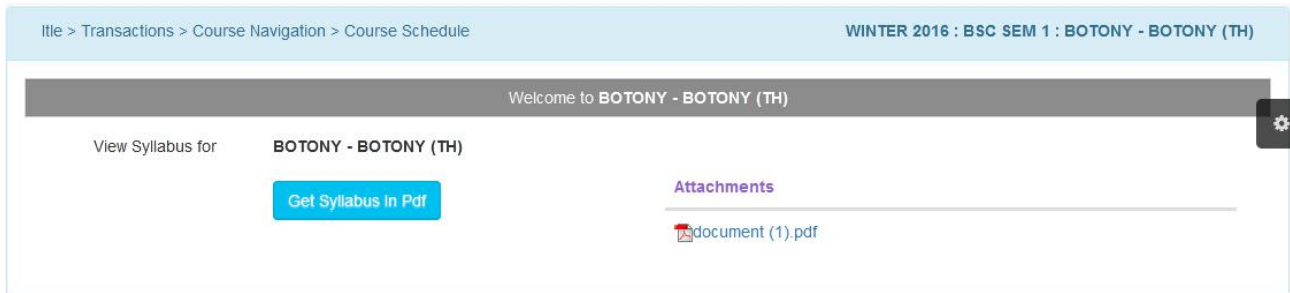 Itle > Transactions > Course Navigation > Course Schedule
WINTER 2016 : BSC SEM 1 : BOTONY - BOTONY (TH)
Welcome to BOTONY - BOTONY (TH)
View Syllabus for
BOTONY - BOTONY (TH)
Get Syllabus In Pdf
Attachments
document (1).pdf